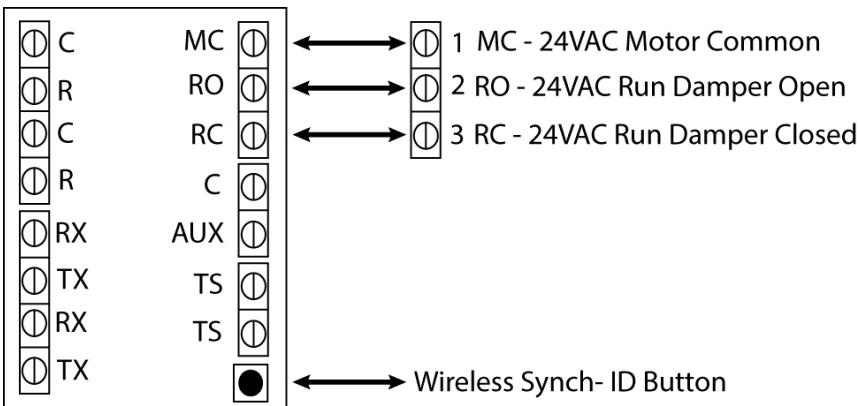 C MC 1 MC - 24VAC Motor Common
R RO 2 RO - 24VAC Run Damper Open
C RC 3 RC - 24VAC Run Damper Closed
R C
RX AUX
TX TS
RX TS
TX Wireless Synch- ID Button